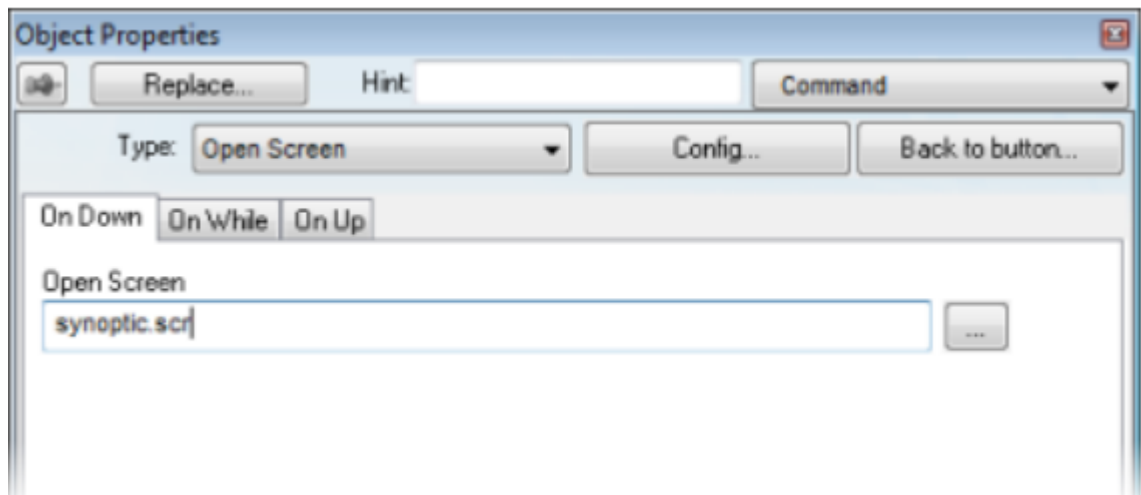 Object Properties
Replace... Hint: Command
Type: Open Screen Config... Back to button...
On Down On While On Up
Open Screen
synoptic.scr
...